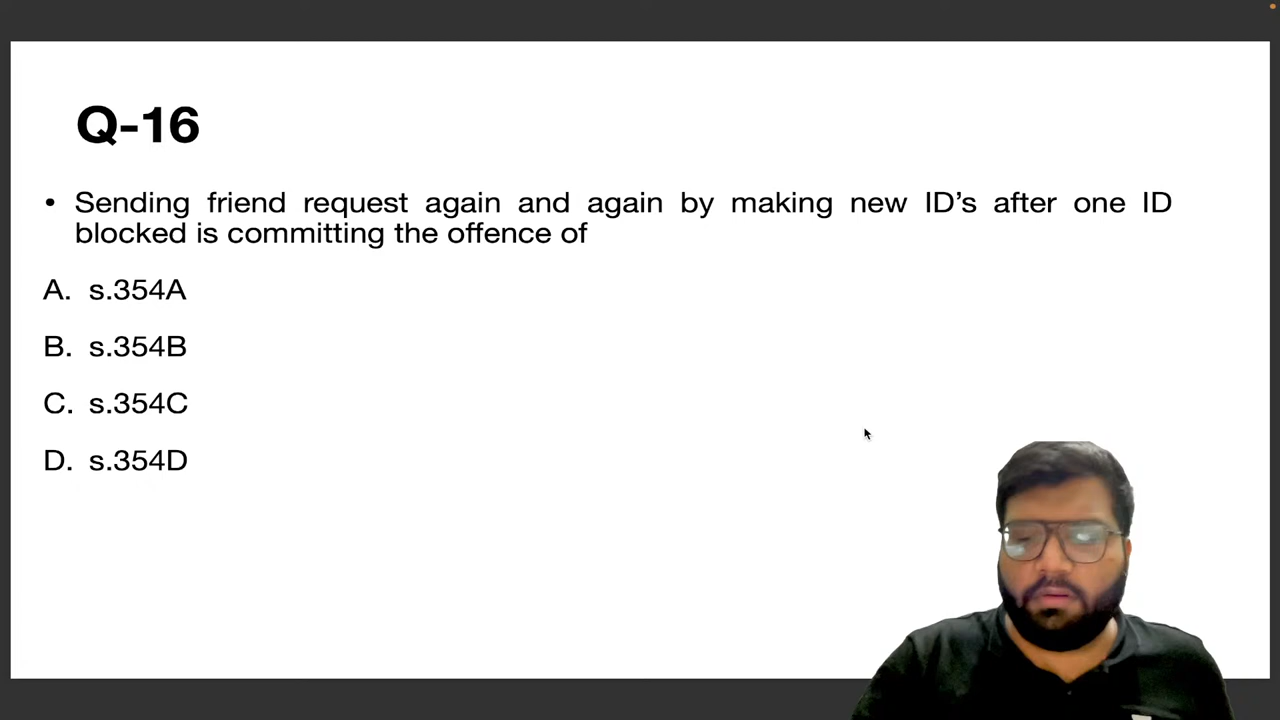 Q-16
• Sending friend request again and again by making new ID’s after one ID
blocked is committing the offence of
A. s.354A
B. s.354B
C. s.354C
D. s.354D